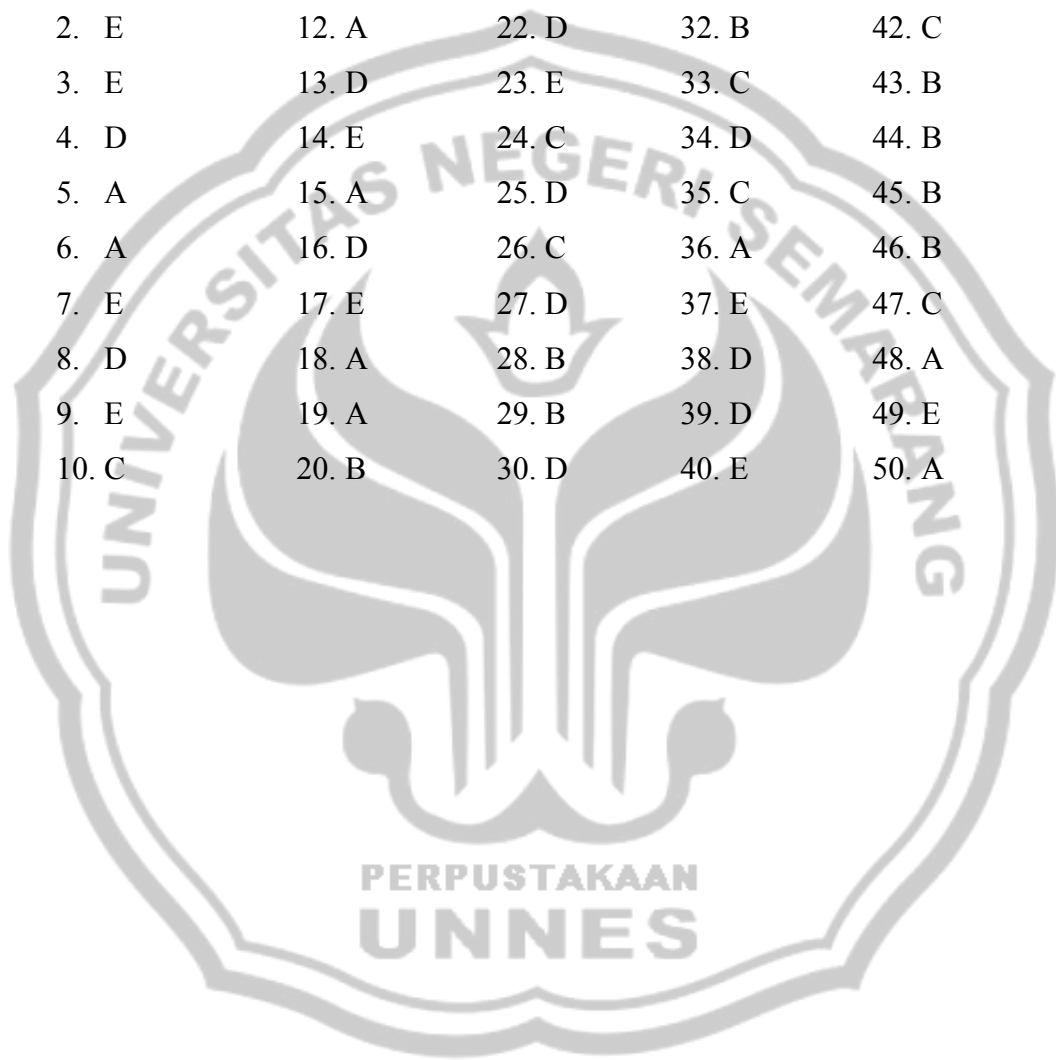 2. E 12. A 22. D 32. B 42. C
3. E 13. D 23. E 33. C 43. B
4. D 14. E 24. C 34. D 44. B
5. A 15. A 25. D 35. C 45. B
6. A 16. D 26. C 36. A 46. B
7. E 17. E 27. D 37. E 47. C
8. D 18. A 28. B 38. D 48. A
9. E 19. A 29. B 39. D 49. E
10. C 20. B 30. D 40. E 50. A
UNIVERSITAS NEGERI SEMARANG
PERPUSTAKAAN
UNNES